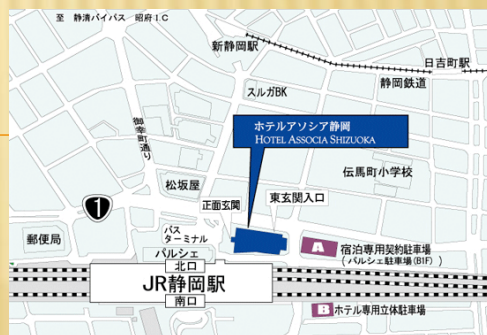 至 静清バイパス 昭府IC
新静岡駅
日吉町駅
静岡鉄道
スルガBK
御幸町通り
ホテルアソシア静岡
HOTEL ASSOCIA SHIZUOKA
伝馬町小学校
松坂屋
正面玄関
東玄関入口
1
郵便局
バス
ターミナル
パルシェ
A
宿泊専用契約駐車場
(パルシェ駐車場(B1F))
北口
JR静岡駅
南口
B
ホテル専用立体駐車場